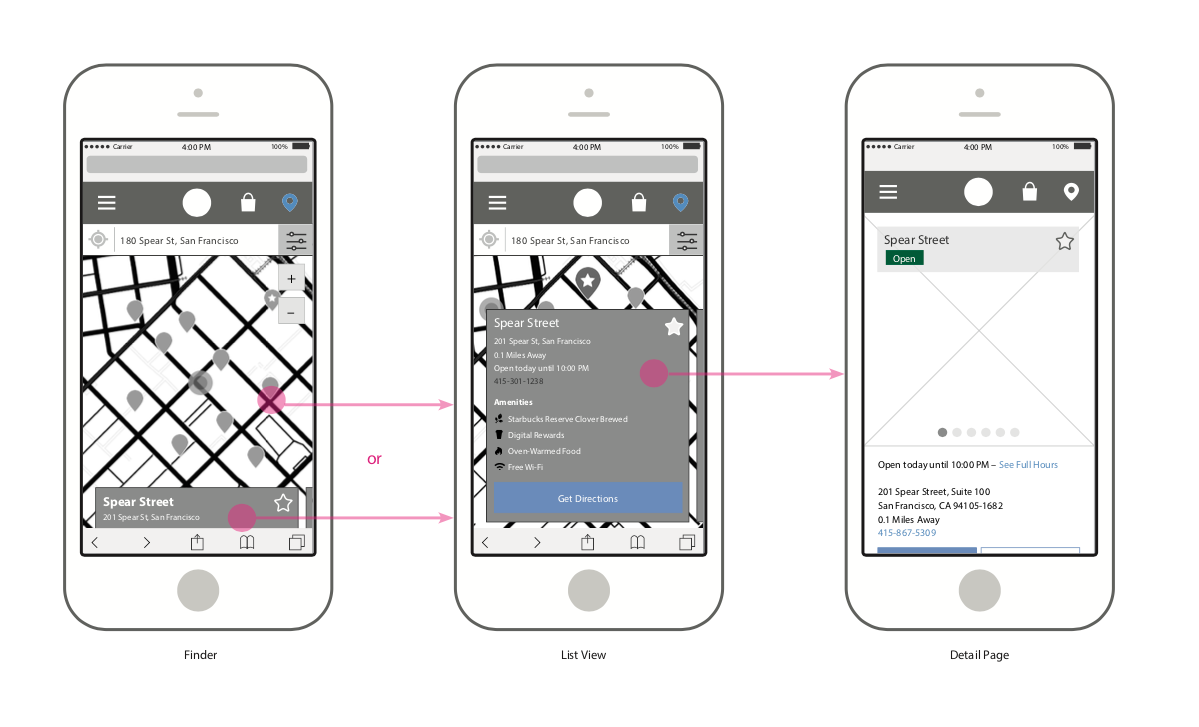 Carrier 4:00 PM 100%
180 Spear St, San Francisco
+
–
Spear Street
201 Spear St, San Francisco
Finder
or
Carrier 4:00 PM 100%
180 Spear St, San Francisco
Spear Street
201 Spear St, San Francisco
0.1 Miles Away
Open today until 10:00 PM
415-301-1238
Amenities
Starbucks Reserve Clover Brewed
Digital Rewards
Oven-Warmed Food
Free Wi-Fi
Get Directions
List View
Carrier 4:00 PM 100%
Spear Street
Open
Open today until 10:00 PM – See Full Hours
201 Spear Street, Suite 100
San Francisco, CA 94105-1682
0.1 Miles Away
415-867-5309
Detail Page